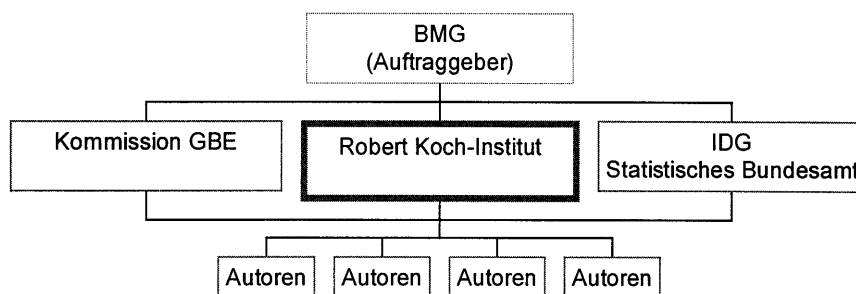 BMG
(Auftraggeber)
Kommission GBE
Robert Koch-Institut
IDG
Statistisches Bundesamt
Autoren
Autoren
Autoren
Autoren